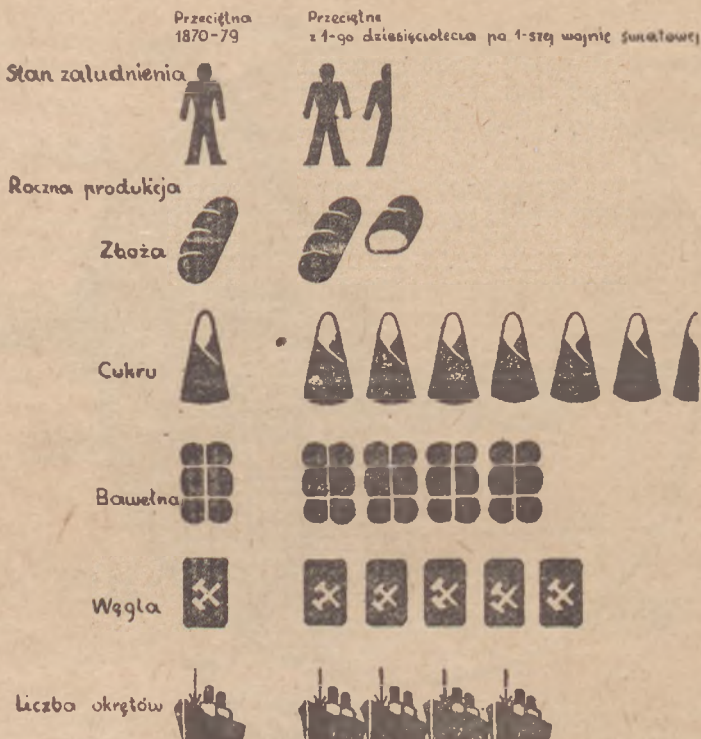 Przeciętna
1870-79
Przeciętne
z 1-go dziesięciolecia po 1-szej wojnie światowej
Stan zaludnienia
Roczna produkcja
Zboża
Cukru
Bawełna
Węgla
Liczba okrętów